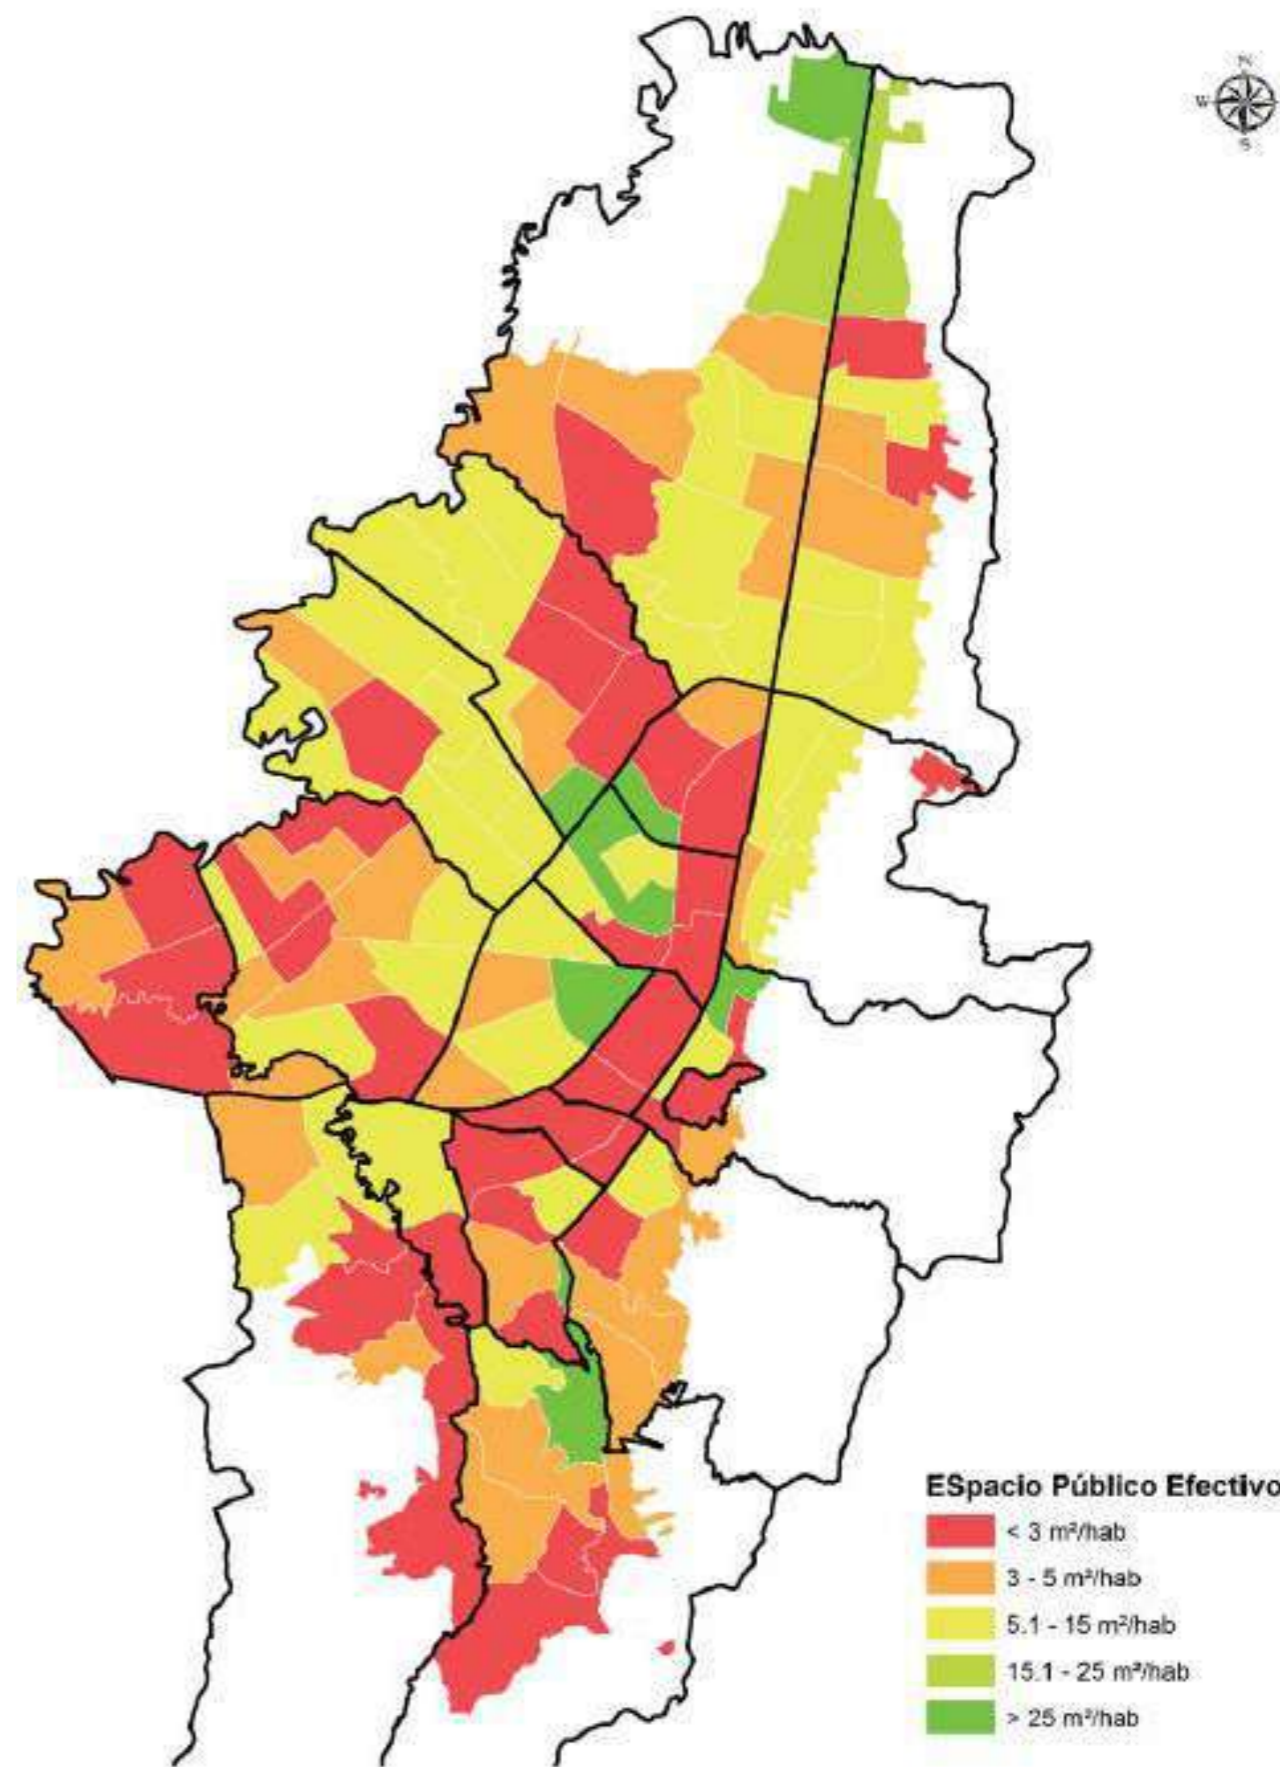 N
W
S
ESpacio Público Efectivo
< 3 m²/hab
3 - 5 m²/hab
5.1 - 15 m²/hab
15.1 - 25 m²/hab
> 25 m²/hab